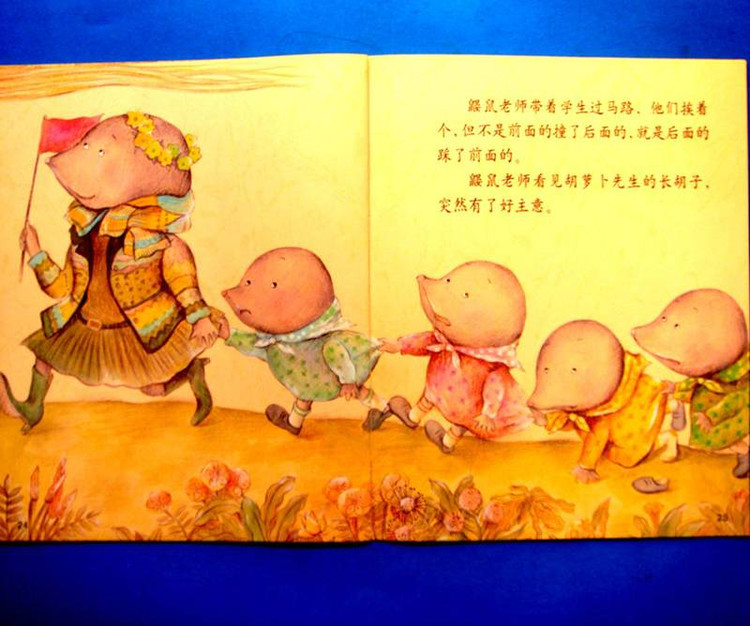 鼹鼠老师带着学生过马路，他们挨着
个，但不是前面的撞了后面的，就是后面的
踩了前面的。
鼹鼠老师看见胡萝卜先生的长胡子，
突然有了好主意。
24
25